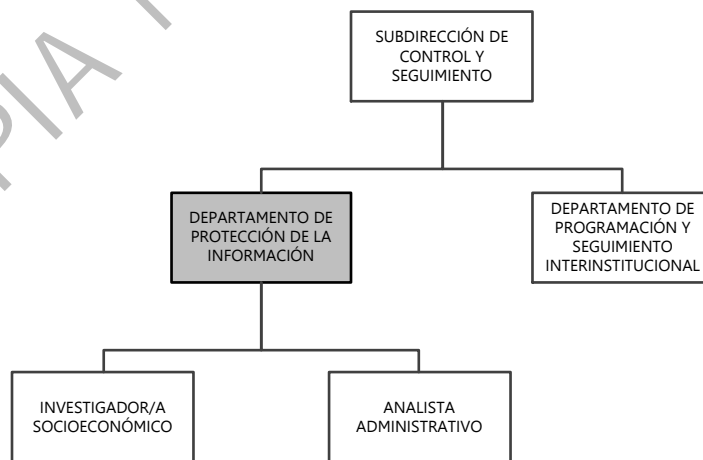 SUBDIRECCIÓN DE
CONTROL Y
SEGUIMIENTO
DEPARTAMENTO DE
PROTECCIÓN DE LA
INFORMACIÓN
DEPARTAMENTO DE
PROGRAMACIÓN Y
SEGUIMIENTO
INTERINSTITUCIONAL
INVESTIGADOR/A
SOCIOECONÓMICO
ANALISTA
ADMINISTRATIVO